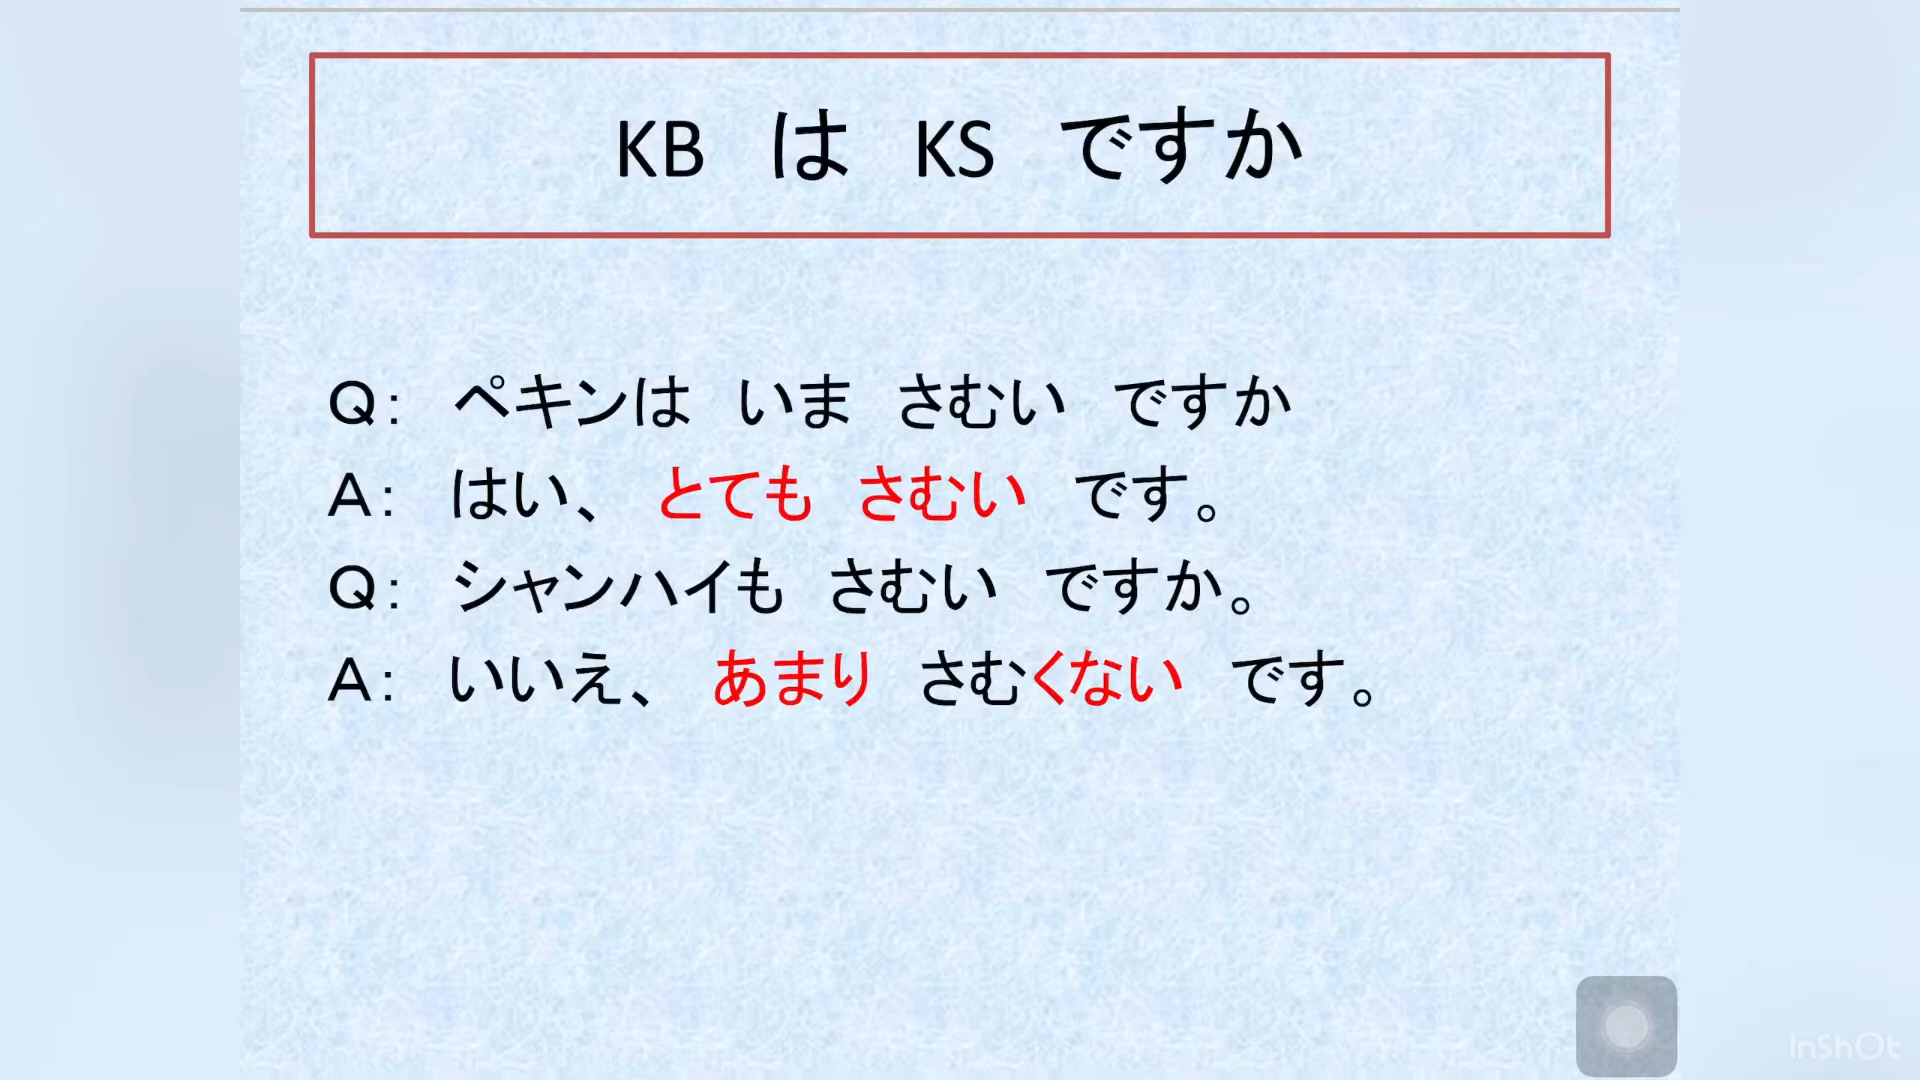 KB は KS ですか
Q: ペキンは いま さむい ですか
A: はい、 とても さむい です。
Q: シャンハイも さむい ですか。
A: いいえ、 あまり さむくない です。
InShOt